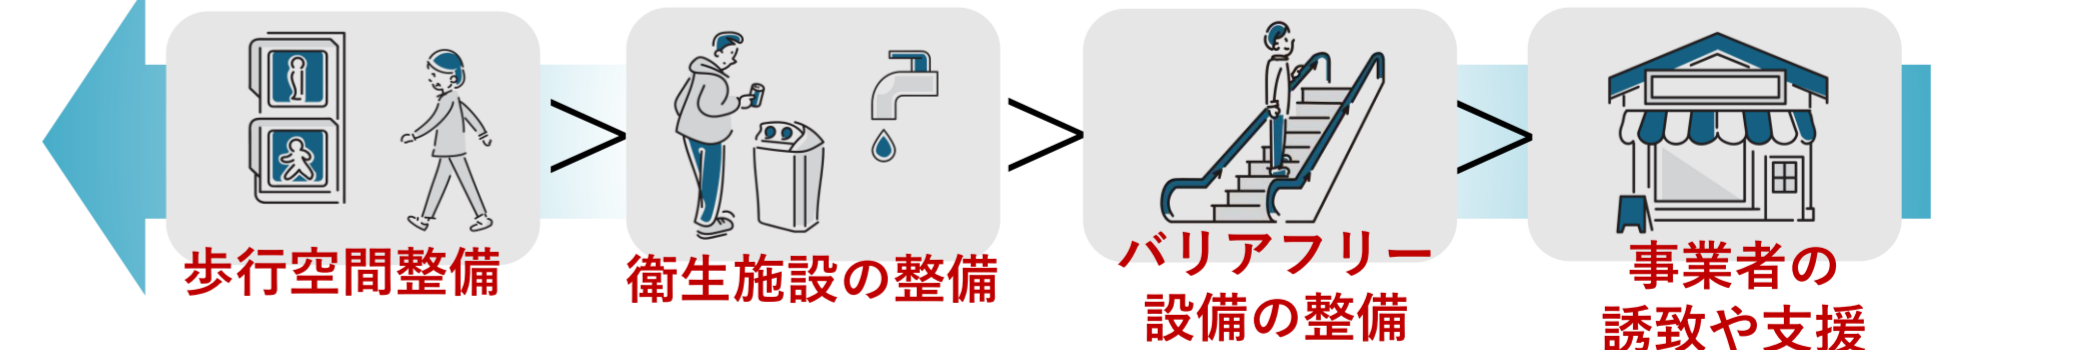 歩行空間整備
>
衛生施設の整備
>
バリアフリー
設備の整備
>
事業者の
誘致や支援